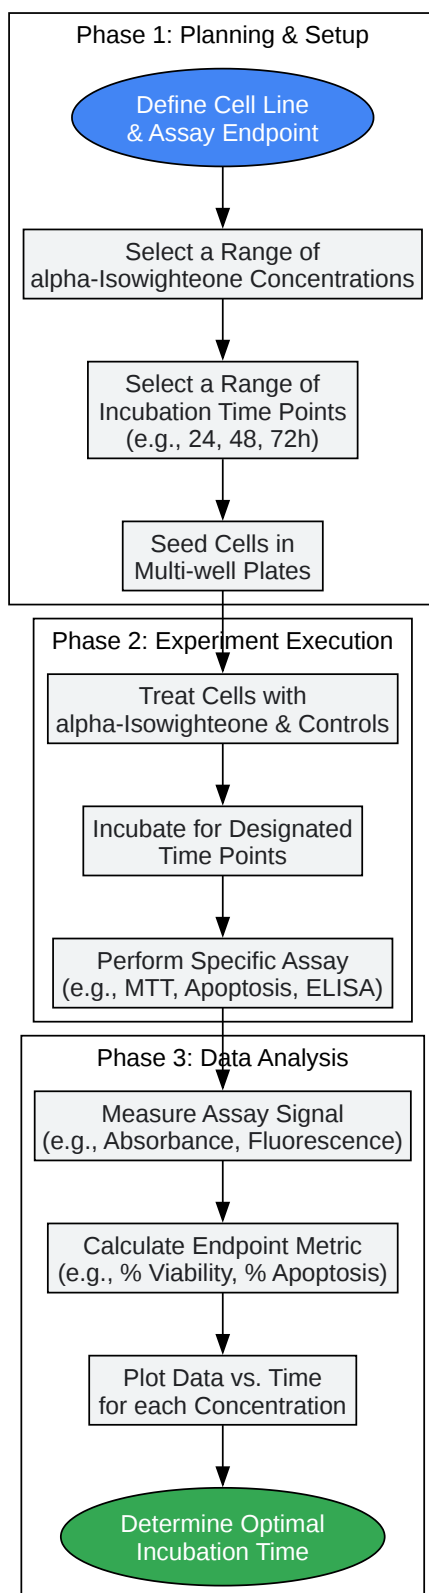 Phase 1: Planning & Setup
Define Cell Line
& Assay Endpoint
Select a Range of
alpha-Isowighteone Concentrations
Select a Range of
Incubation Time Points
(e.g., 24, 48, 72h)
Seed Cells in
Multi-well Plates
Phase 2: Experiment Execution
Treat Cells with
alpha-Isowighteone & Controls
Incubate for Designated
Time Points
Perform Specific Assay
(e.g., MTT, Apoptosis, ELISA)
Phase 3: Data Analysis
Measure Assay Signal
(e.g., Absorbance, Fluorescence)
Calculate Endpoint Metric
(e.g., % Viability, % Apoptosis)
Plot Data vs. Time
for each Concentration
Determine Optimal
Incubation Time